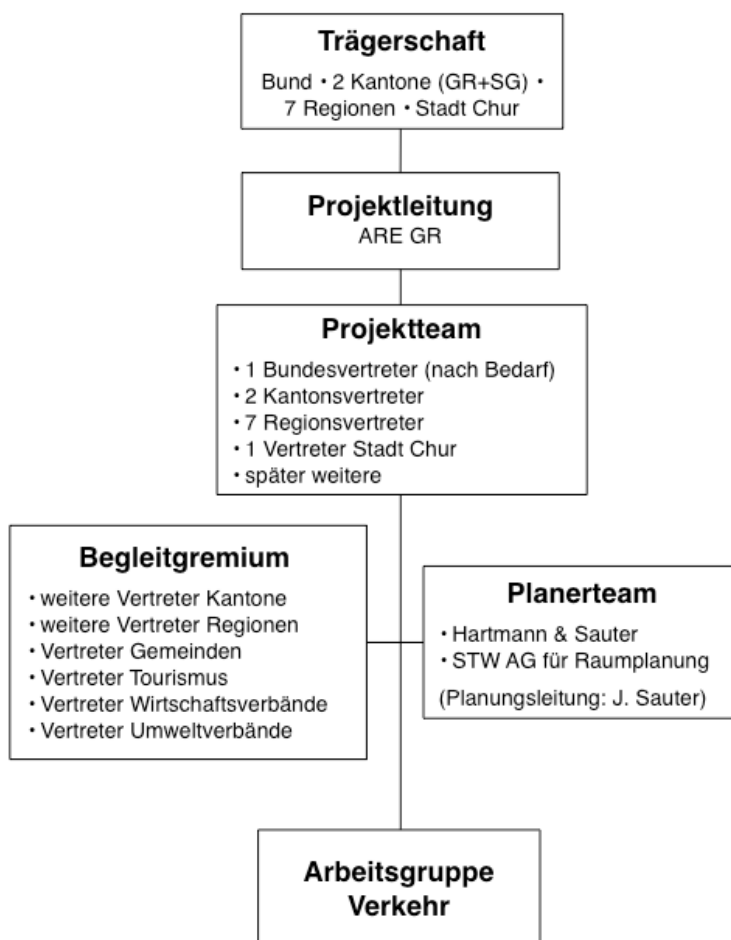 Trägerschaft
Bund · 2 Kantone (GR+SG) ·
7 Regionen · Stadt Chur
Projektleitung
ARE GR
Projektteam
· 1 Bundesvertreter (nach Bedarf)
· 2 Kantonsvertreter
· 7 Regionsvertreter
· 1 Vertreter Stadt Chur
· später weitere
Begleitgremium
· weitere Vertreter Kantone
· weitere Vertreter Regionen
· Vertreter Gemeinden
· Vertreter Tourismus
· Vertreter Wirtschaftsverbände
· Vertreter Umweltverbände
Planerteam
· Hartmann & Sauter
· STW AG für Raumplanung
(Planungsleitung: J. Sauter)
Arbeitsgruppe
Verkehr